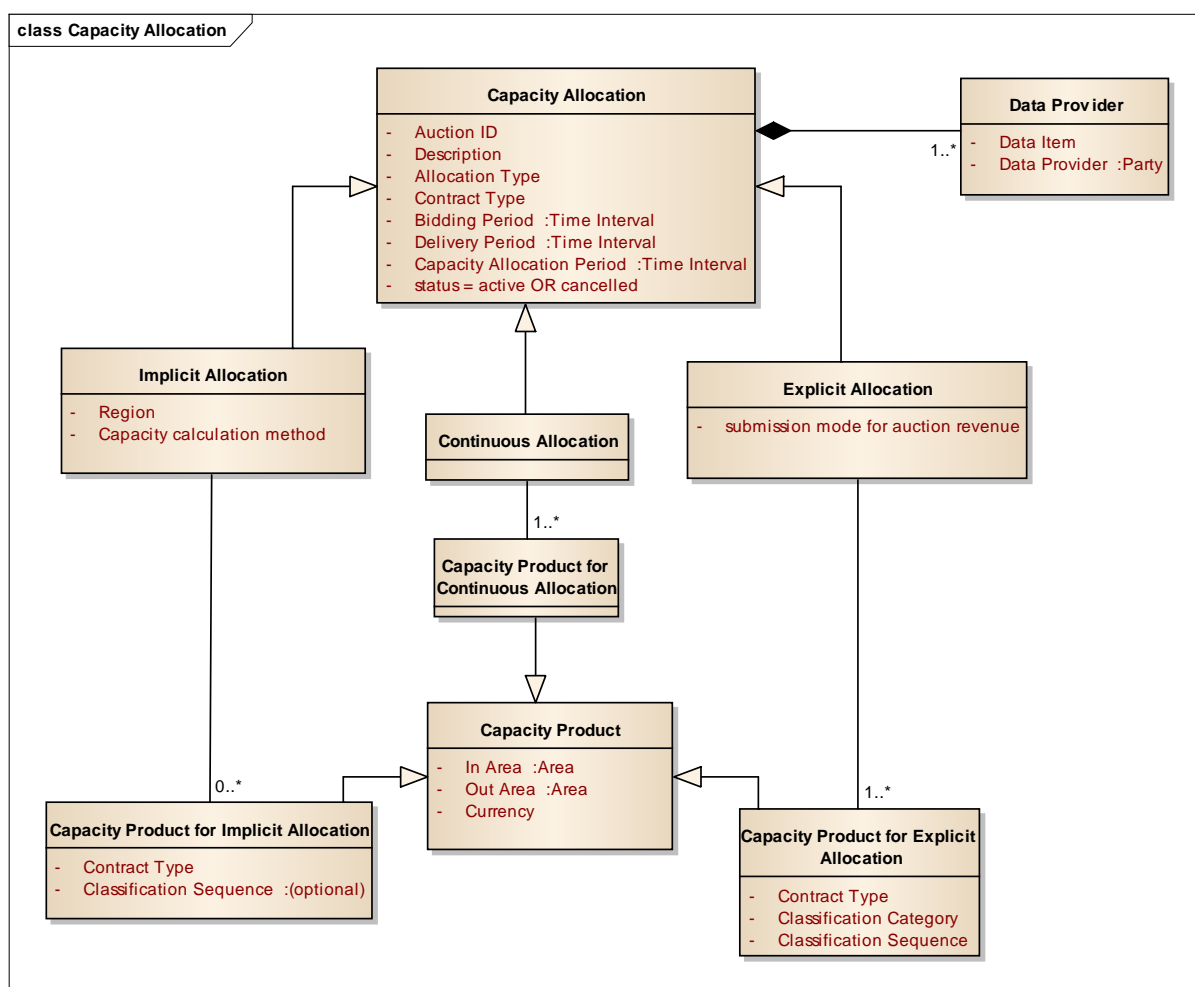 class Capacity Allocation
Capacity Allocation
- Auction ID
- Description
- Allocation Type
- Contract Type
- Bidding Period :Time Interval
- Delivery Period :Time Interval
- Capacity Allocation Period :Time Interval
- status = active OR cancelled
Data Provider
- Data Item
- Data Provider :Party
1..*
Implicit Allocation
- Region
- Capacity calculation method
Continuous Allocation
Explicit Allocation
- submission mode for auction revenue
1..*
Capacity Product for
Continuous Allocation
Capacity Product
- In Area :Area
- Out Area :Area
- Currency
0..*
Capacity Product for Implicit Allocation
- Contract Type
- Classification Sequence :(optional)
1..*
Capacity Product for Explicit
Allocation
- Contract Type
- Classification Category
- Classification Sequence